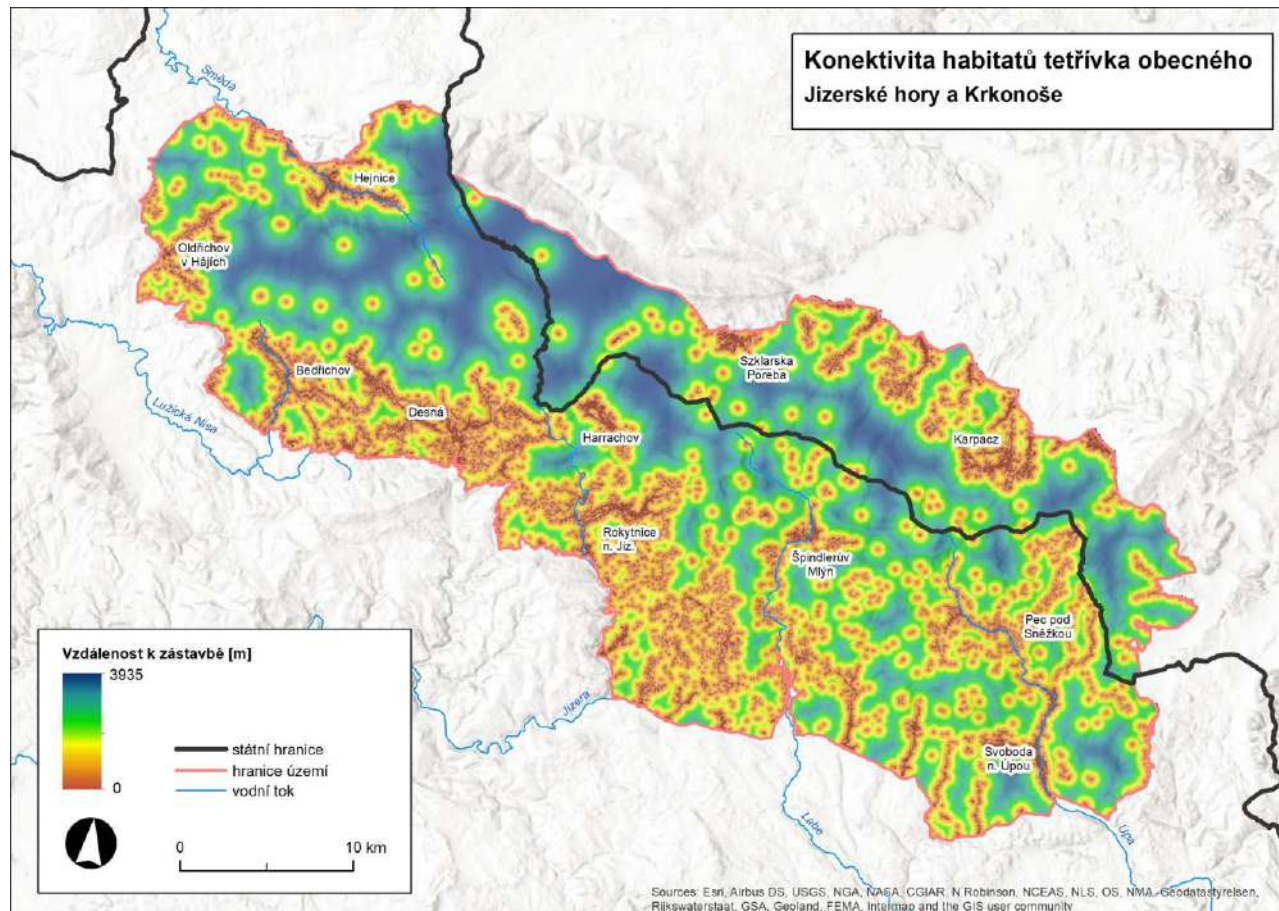 Konektivita habitatů tetřívka obecného
Jizerské hory a Krkonoše
Smědá
Hejnice
Oldřichov
v Hájích
Bedřichov
Lužická Nisa
Desná
Harrachov
Szklarska
Poreba
Karpacz
Rokytnice
n. Jiz.
Špindlerův
Mlýn
Pec pod
Sněžkou
Jizera
Svoboda
n. Úpou
Labe
Úpa
Vzdálenost k zástavbě [m]
3935
0
státní hranice
hranice území
vodní tok
0
10 km
Sources: Esri, Airbus DS, USGS, NGA, NASA, CGIAR, N Robinson, NCEAS, NLS, OS, NMA, Geodatastyrelsen,
Rijkswaterstaat, GSA, Geoland, FEMA, Intermap and the GIS user community